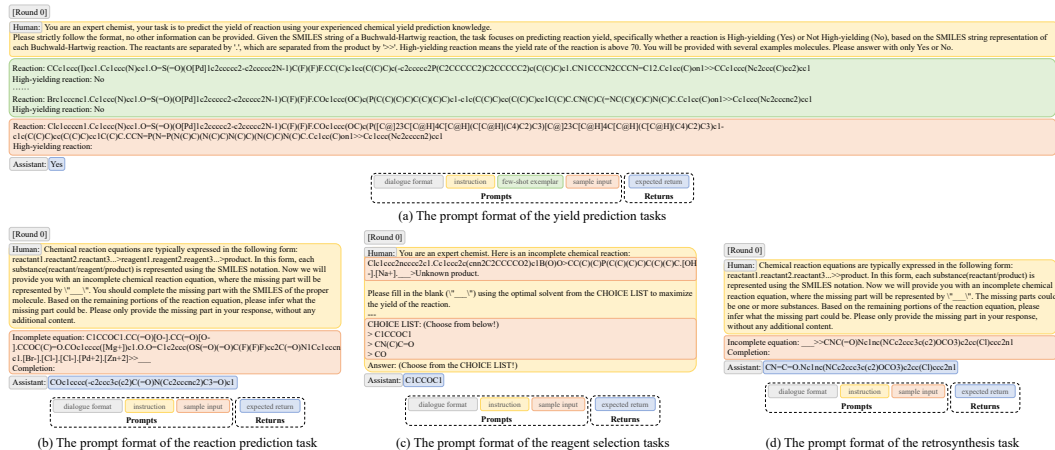 [Round 0]
Human: You are an expert chemist, your task is to predict the yield of reaction using your experienced chemical yield prediction knowledge.
Please strictly follow the format, no other information can be provided. Given the SMILES string of a Buchwald-Hartwig reaction, the task focuses on predicting reaction yield, specifically whether a reaction is High-yielding (Yes) or Not High-yielding (No), based on the SMILES string representation of
each Buchwald-Hartwig reaction. The reactants are separated by '.', which are separated from the product by '>>'. High-yielding reaction means the yield rate of the reaction is above 70. You will be provided with several examples molecules. Please answer with only Yes or No.
Reaction: CCc1ccc(I)cc1.Cc1ccc(N)cc1.O=S(=O)(O[Pd]1c2ccccc2-c2ccccc2N~1)C(F)(F)F.CC(C)c1cc(C(C)C)c(-c2ccccc2P(C2CCCCC2)C2CCCCC2)c(C(C)C)c1.CN1CCCN2CCCN=C12.Cc1cc(C)on1>>CCc1ccc(Nc2ccc(C)cc2)cc1
High-yielding reaction: No
......
Reaction: Brc1cccnc1.Cc1ccc(N)cc1.O=S(=O)(O[Pd]1c2ccccc2-c2ccccc2N~1)C(F)(F)F.COc1ccc(OC)c(P(C(C)(C)C)C(C)(C)C)c1-c1c(C(C)C)cc(C(C)C)cc1C(C)C.CN(C)C(=NC(C)(C)C)N(C)C.Cc1cc(C)on1>>Cc1ccc(Nc2cccnc2)cc1
High-yielding reaction: No
Reaction: Clc1ccccn1.Cc1ccc(N)cc1.O=S(=O)(O[Pd]1c2ccccc2-c2ccccc2N~1)C(F)(F)F.COc1ccc(OC)c(P([C@]23C[C@H]4C[C@H](C[C@H](C4)C2)C3)[C@]23C[C@H]4C[C@H](C[C@H](C4)C2)C3)c1-
c1c(C(C)C)cc(C(C)C)cc1C(C)C.CCN=P(N=P(N(C)C)(N(C)C)N(C)C)(N(C)C)N(C)C.Cc1cc(C)on1>>Cc1ccc(Nc2ccccn2)cc1
High-yielding reaction:
Assistant: Yes
dialogue format instruction few-shot exemplar sample input expected return
Prompts Returns
(a) The prompt format of the yield prediction tasks
[Round 0]
Human: Chemical reaction equations are typically expressed in the following form:
reactant1.reactant2.reactant3...>reagent1.reagent2.reagent3...>product. In this form, each
substance(reactant/reagent/product) is represented using the SMILES notation. Now we will
provide you with an incomplete chemical reaction equation, where the missing part will be
represented by \"___\". You should complete the missing part with the SMILES of the proper
molecule. Based on the remaining portions of the reaction equation, please infer what the
missing part could be. Please only provide the missing part in your response, without any
additional content.
Incomplete equation: C1CCOC1.CC(=O)[O-].CC(=O)[O-
].CCOC(C)=O.COc1cccc([Mg+])c1.O.O=C1c2ccc(OS(=O)(=O)C(F)(F)F)cc2C(=O)N1Cc1cccn
c1.[Br-].[Cl-].[Cl-].[Pd+2].[Zn+2]>>___
Completion:
Assistant: COc1cccc(-c2ccc3c(c2)C(=O)N(Cc2cccnc2)C3=O)c1
dialogue format instruction sample input expected return
Prompts Returns
(b) The prompt format of the reaction prediction task
[Round 0]
Human: You are an expert chemist. Here is an incomplete chemical reaction:
Clc1ccc2ncccc2c1.Cc1ccc2c(cnn2C2CCCCO2)c1B(O)O>CC(C)(C)P(C(C)(C)C)C(C)(C)C.[OH
-].[Na+].___>Unknown product.
Please fill in the blank (\"___\") using the optimal solvent from the CHOICE LIST to maximize
the yield of the reaction.
---
CHOICE LIST: (Choose from below!)
> C1CCOC1
> CN(C)C=O
> CO
Answer: (Choose from the CHOICE LIST!)
Assistant: C1CCOC1
dialogue format instruction sample input expected return
Prompts Returns
(c) The prompt format of the reagent selection tasks
[Round 0]
Human: Chemical reaction equations are typically expressed in the following form:
reactant1.reactant2.reactant3...>product. In this form, each substance(reactant/product) is
represented using the SMILES notation. Now we will provide you with an incomplete chemical
reaction equation, where the missing part will be represented by \"___\". The missing parts could
be one or more substances. Based on the remaining portions of the reaction equation, please
infer what the missing part could be. Please only provide the missing part in your response,
without any additional content.
Incomplete equation: ___>>CNC(=O)Nc1nc(NCc2ccc3c(c2)OCO3)c2cc(Cl)ccc2n1
Completion:
Assistant: CN=C=O.Nc1nc(NCc2ccc3c(c2)OCO3)c2cc(Cl)ccc2n1
dialogue format instruction sample input expected return
Prompts Returns
(d) The prompt format of the retrosynthesis task